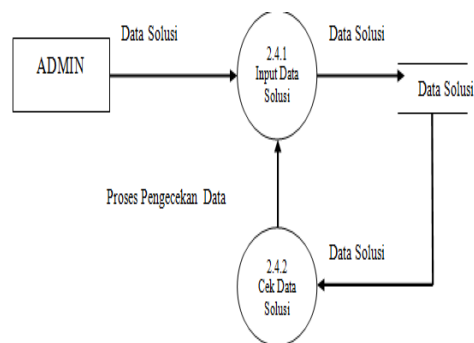 Data Solusi
Data Solusi
ADMIN
2.4.1
Input Data
Solusi
Data Solusi
Proses Pengecekan Data
2.4.2
Cek Data
Solusi
Data Solusi